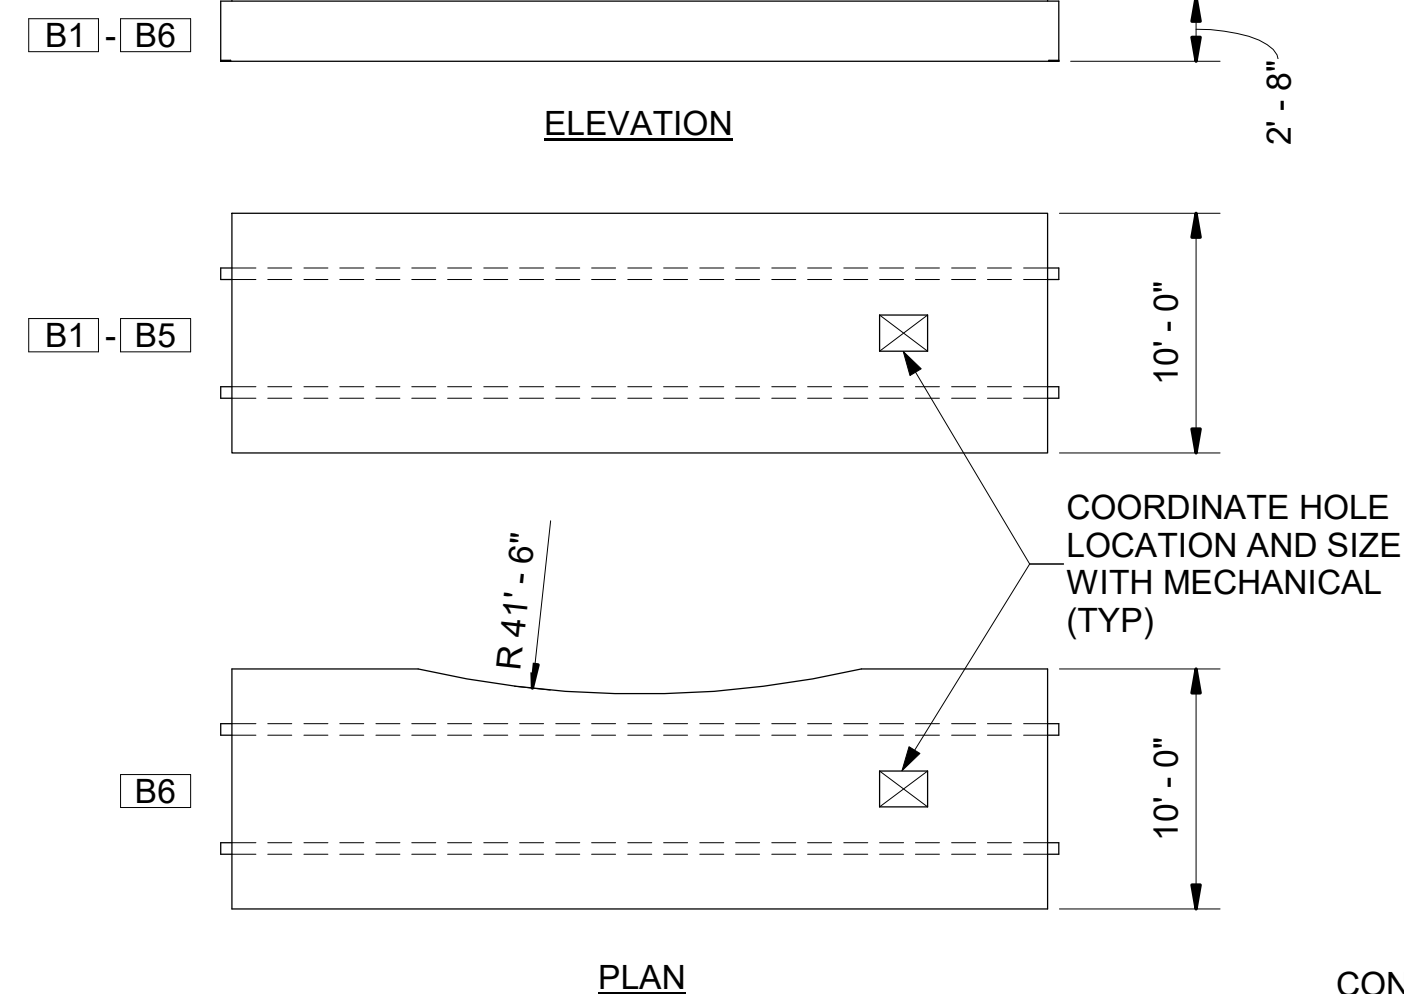 B1 - B6
2' - 8"
ELEVATION
B1 - B5
10' - 0"
COORDINATE HOLE
LOCATION AND SIZE
WITH MECHANICAL
(TYP)
R 41' - 6"
B6
10' - 0"
PLAN